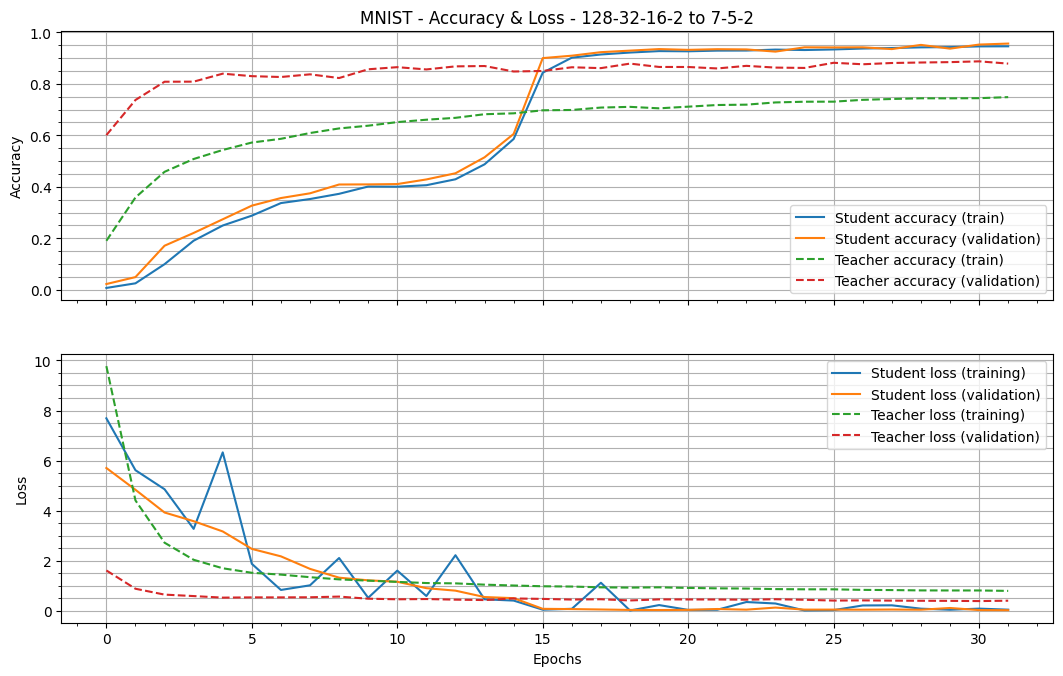 MNIST - Accuracy & Loss - 128-32-16-2 to 7-5-2
1.0
0.8
0.6
0.4
0.2
0.0
Accuracy
Student accuracy (train)
Student accuracy (validation)
Teacher accuracy (train)
Teacher accuracy (validation)
10
8
6
4
2
0
Loss
Student loss (training)
Student loss (validation)
Teacher loss (training)
Teacher loss (validation)
0 5 10 15 20 25 30
Epochs